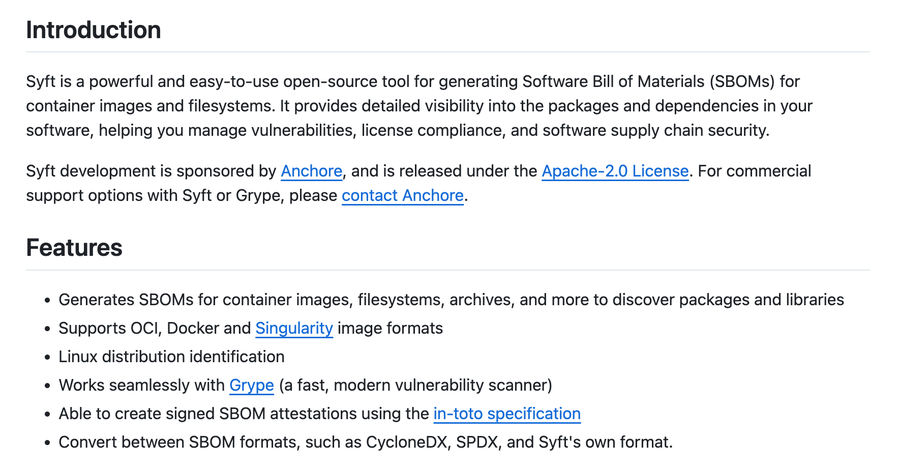 Introduction
Syft is a powerful and easy-to-use open-source tool for generating Software Bill of Materials (SBOMs) for
container images and filesystems. It provides detailed visibility into the packages and dependencies in your
software, helping you manage vulnerabilities, license compliance, and software supply chain security.
Syft development is sponsored by Anchore, and is released under the Apache-2.0 License. For commercial
support options with Syft or Grype, please contact Anchore.
Features
• Generates SBOMs for container images, filesystems, archives, and more to discover packages and libraries
• Supports OCI, Docker and Singularity image formats
• Linux distribution identification
• Works seamlessly with Grype (a fast, modern vulnerability scanner)
• Able to create signed SBOM attestations using the in-toto specification
• Convert between SBOM formats, such as CycloneDX, SPDX, and Syft's own format.